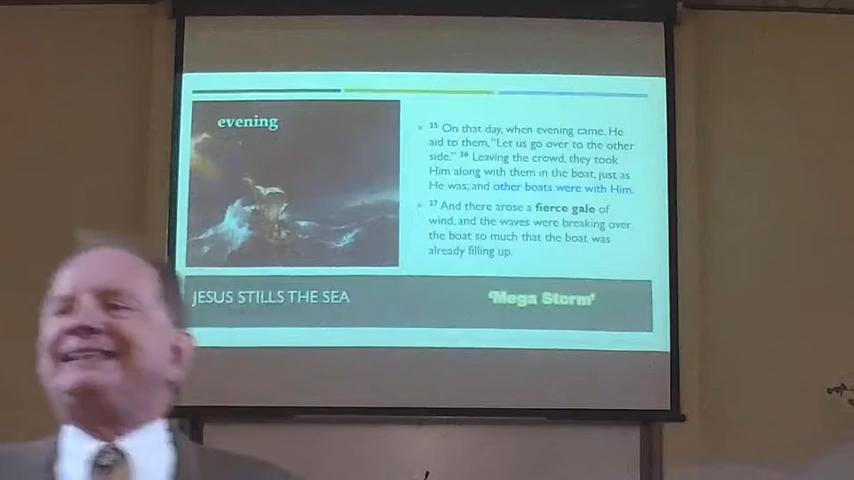 evening
35 On that day, when evening came, He
aid to them, "Let us go over to the other
side." 36 Leaving the crowd, they took
Him along with them in the boat, just as
He was; and other boats were with Him.
37 And there arose a fierce gale of
wind, and the waves were breaking over
the boat so much that the boat was
already filling up.
JESUS STILLS THE SEA
'Mega Storm'